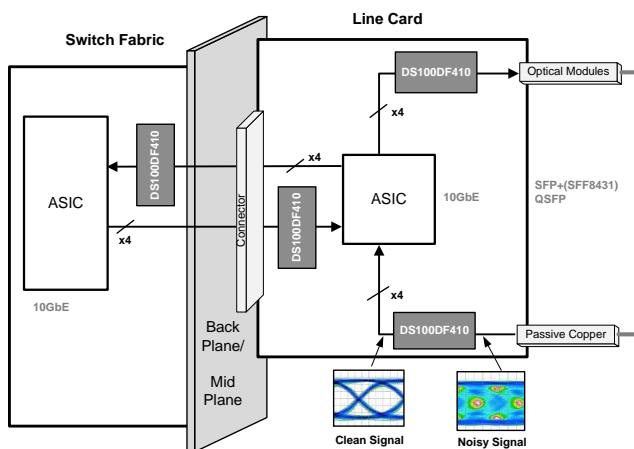 Switch Fabric
Line Card
DS100DF410
Optical Modules
x4
DS100DF410
x4
ASIC
ASIC
10GbE
SFP+(SFF8431)
QSFP
Connector
DS100DF410
x4
10GbE
x4
Back
Plane/
Mid
Plane
DS100DF410
Passive Copper
Clean Signal
Noisy Signal